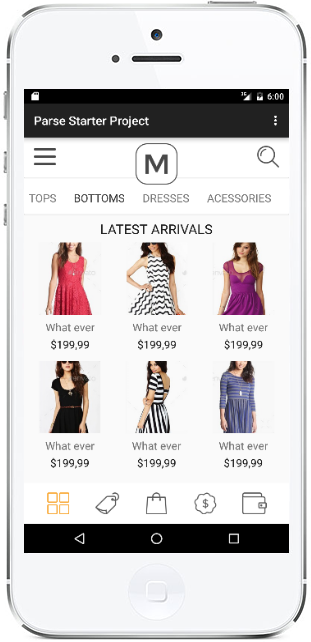 3G 6:00
Parse Starter Project
M
TOPS BOTTOMS DRESSES ACESSORIES
LATEST ARRIVALS
What ever What ever What ever
$199,99 $199,99 $199,99
What ever What ever What ever
$199,99 $199,99 $199,99
$